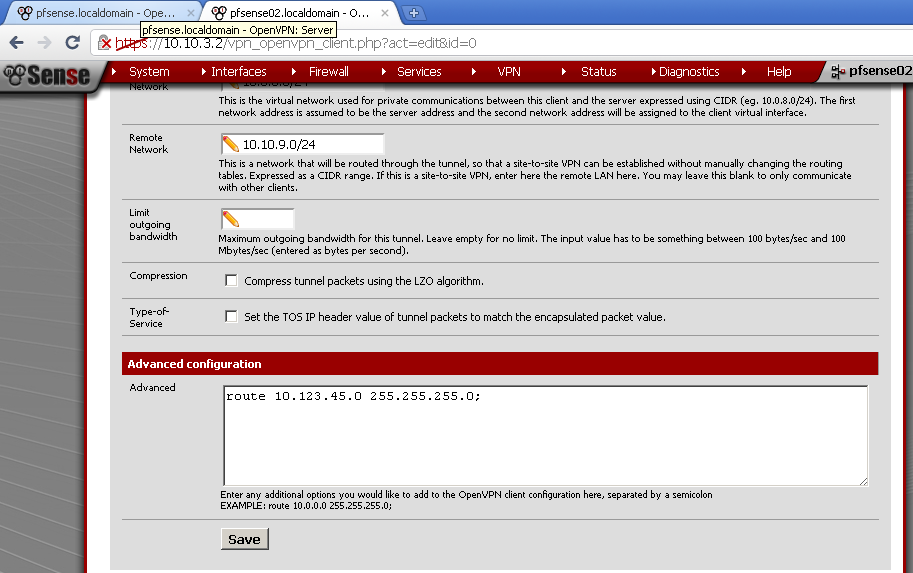 pfsense.localdomain - Ope...
pfsense02.localdomain - O...
pfsense.localdomain - OpenVPN: Server
https://10.10.3.2/vpn_openvpn_client.php?act=edit&id=0
Sense
System
Interfaces
Firewall
Services
VPN
Status
Diagnostics
Help
pfsense02
Network
This is the virtual network used for private communications between this client and the server expressed using CIDR (eg. 10.0.8.0/24). The first
network address is assumed to be the server address and the second network address will be assigned to the client virtual interface.
Remote
Network
10.10.9.0/24
This is a network that will be routed through the tunnel, so that a site-to-site VPN can be established without manually changing the routing
tables. Expressed as a CIDR range. If this is a site-to-site VPN, enter here the remote LAN here. You may leave this blank to only communicate
with other clients.
Limit
outgoing
bandwidth
Maximum outgoing bandwidth for this tunnel. Leave empty for no limit. The input value has to be something between 100 bytes/sec and 100
Mbytes/sec (entered as bytes per second).
Compression
Compress tunnel packets using the LZO algorithm.
Type-of-
Service
Set the TOS IP header value of tunnel packets to match the encapsulated packet value.
Advanced configuration
Advanced
route 10.123.45.0 255.255.255.0;
Enter any additional options you would like to add to the OpenVPN client configuration here, separated by a semicolon
EXAMPLE: route 10.0.0.0 255.255.255.0;
Save